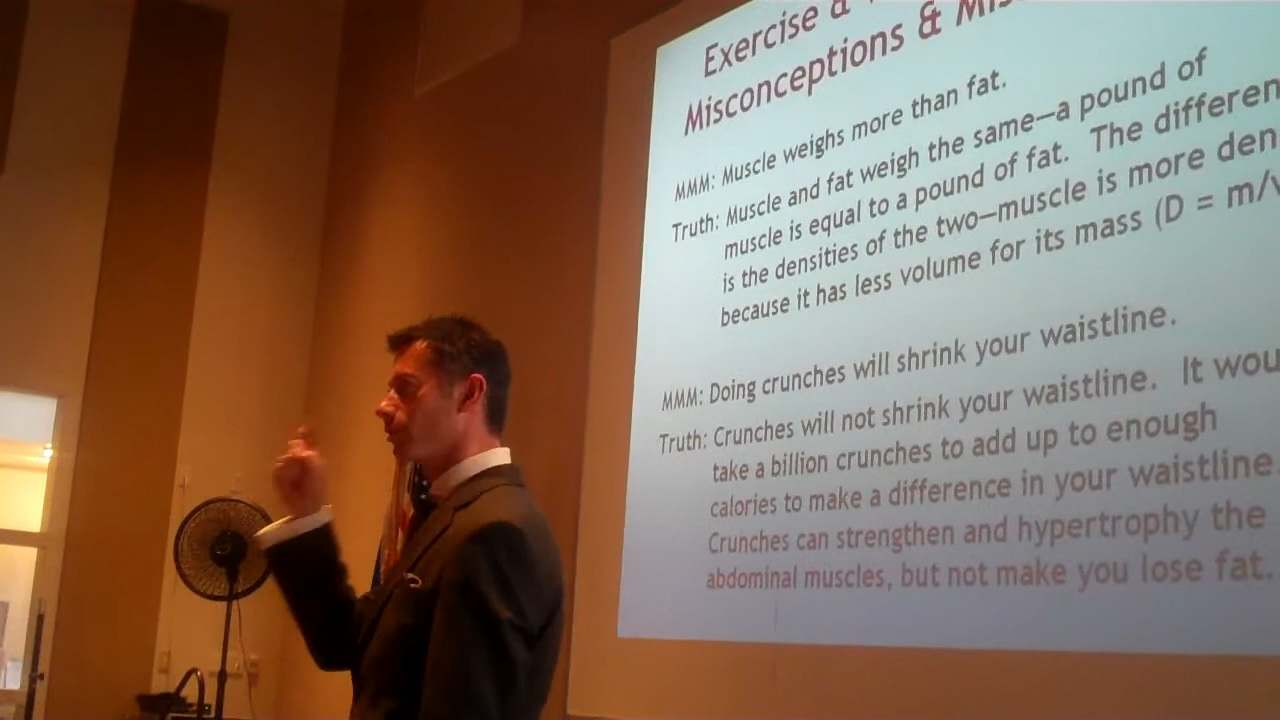 Exercise &
Misconceptions &
MMM: Muscle weighs more than fat.
Truth: Muscle and fat weigh the same—a pound of
muscle is equal to a pound of fat. The differen
is the densities of the two—muscle is more den
because it has less volume for its mass (D = m/v
MMM: Doing crunches will shrink your waistline.
Truth: Crunches will not shrink your waistline. It wou
take a billion crunches to add up to enough
calories to make a difference in your waistline
Crunches can strengthen and hypertrophy the
abdominal muscles, but not make you lose fat.